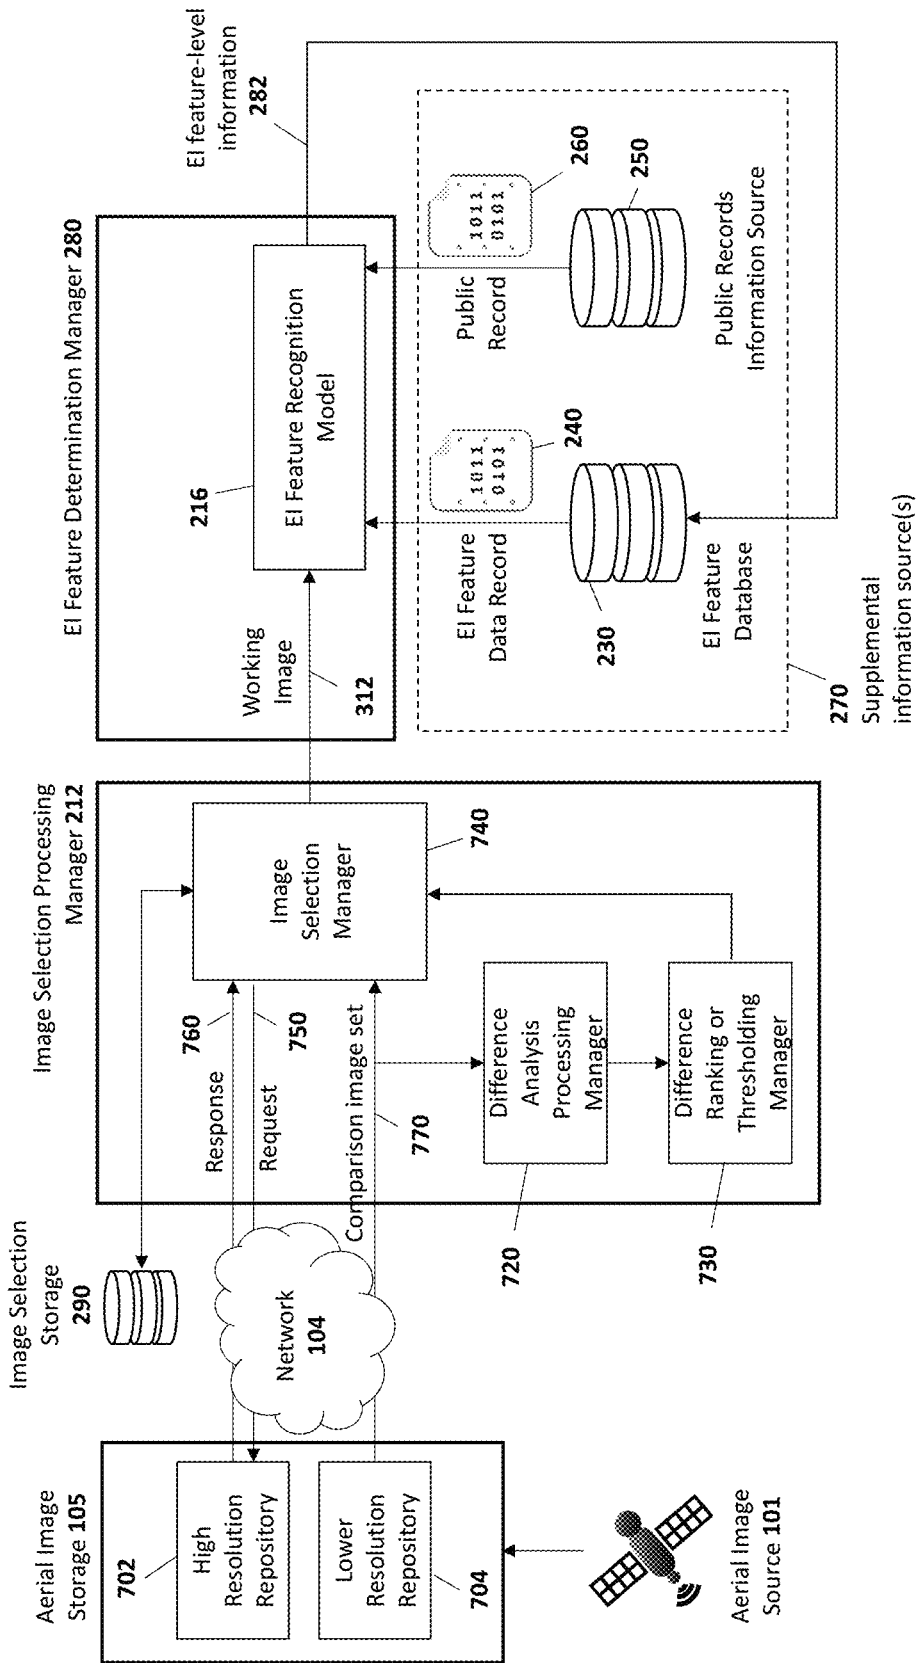 Aerial Image
Storage 105
702
High
Resolution
Repository
Lower
Resolution
Repository
704
Aerial Image
Source 101
Image Selection
Storage
290
Network
104
Image Selection Processing
Manager 212
Response
760
Request
750
Comparison image set
770
Image
Selection
Manager
740
Difference
Analysis
Processing
Manager
720
Difference
Ranking or
Thresholding
Manager
730
EI Feature Determination Manager 280
Working
Image
312
216
EI Feature Recognition
Model
EI feature-level
information
282
EI Feature
Data Record
1011
0101
240
230
EI Feature
Database
Public
Record
1011
0101
260
250
Public Records
Information Source
270
Supplemental
information source(s)